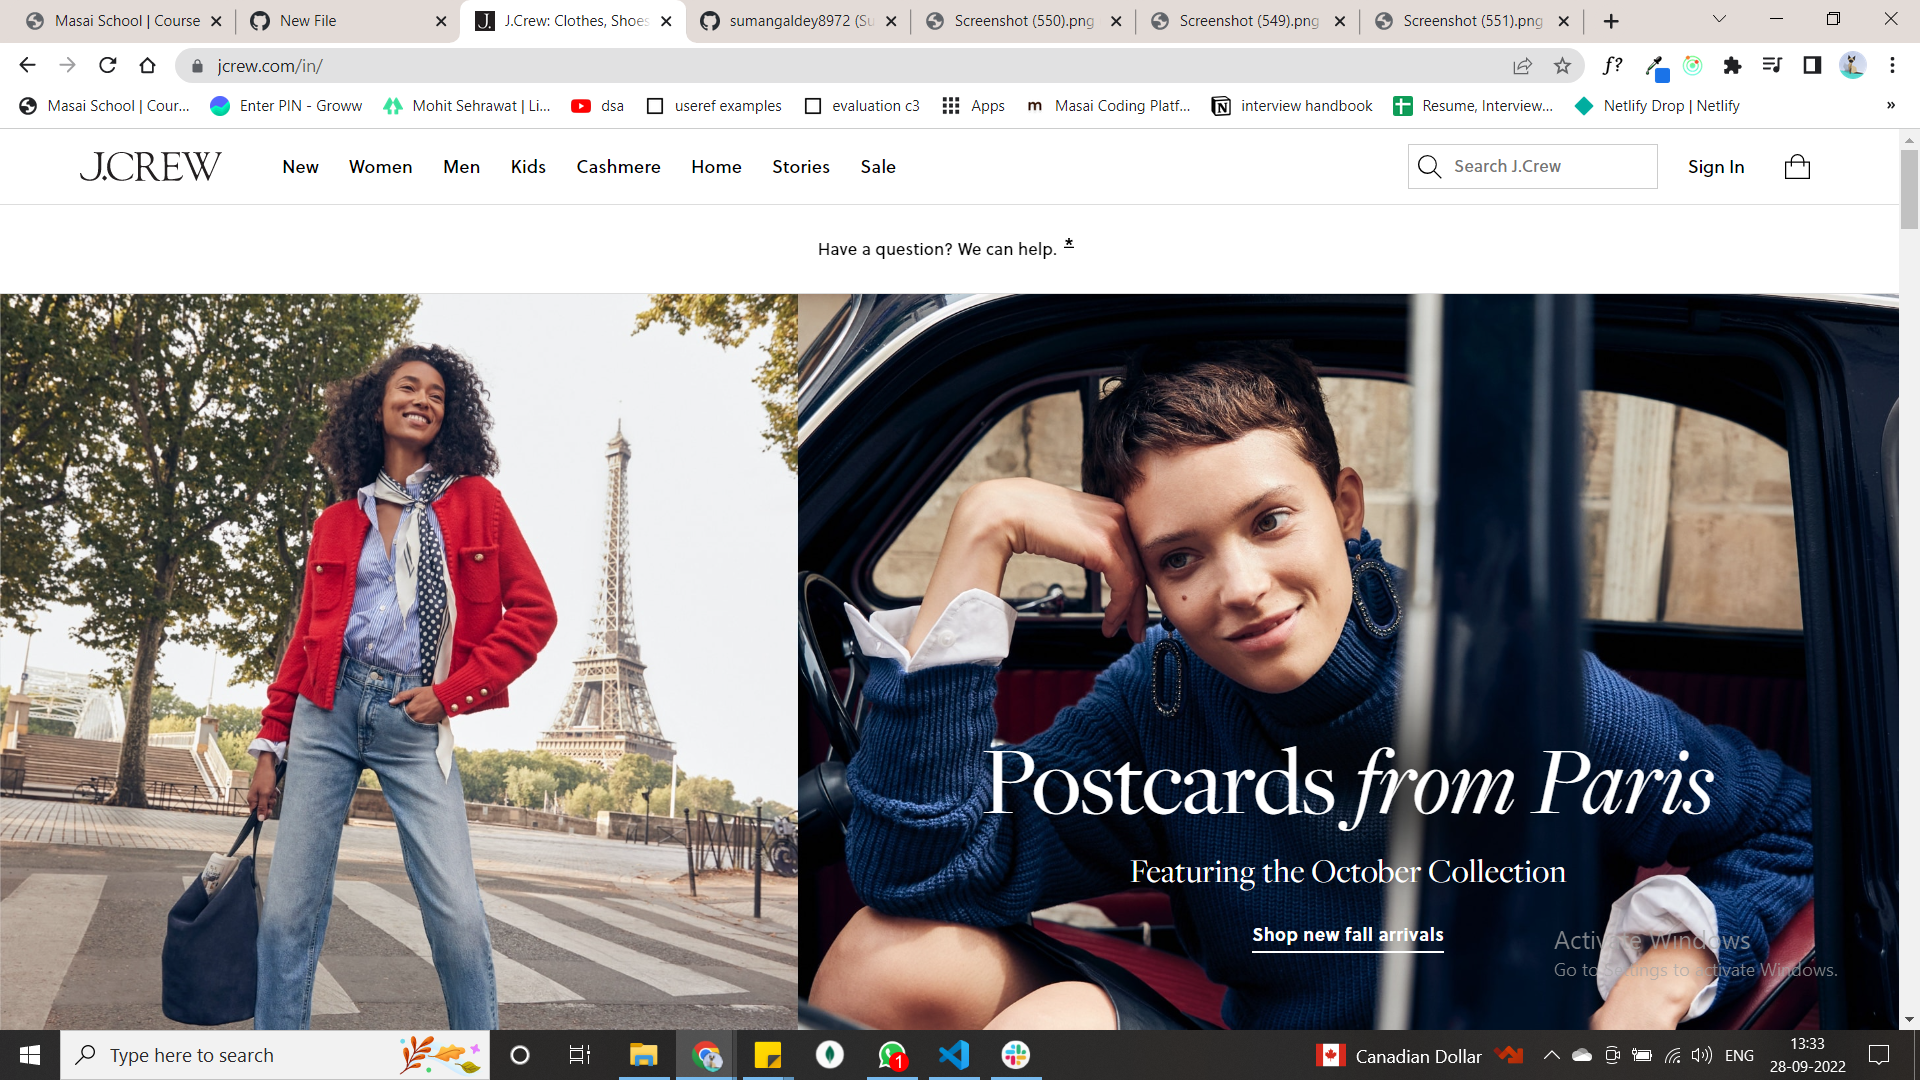 Masai School | Course
New File
J.Crew: Clothes, Shoes
sumangaldey8972 (Su
Screenshot (550).png
Screenshot (549).png
Screenshot (551).png
jcrew.com/in/
f?
Masai School | Cour...
Enter PIN - Groww
Mohit Sehrawat | Li...
dsa
useref examples
evaluation c3
Apps
Masai Coding Platf...
interview handbook
Resume, Interview...
Netlify Drop | Netlify
»
J.CREW
New
Women
Men
Kids
Cashmere
Home
Stories
Sale
Search J.Crew
Sign In
Have a question? We can help. *
Postcards from Paris
Featuring the October Collection
Shop new fall arrivals
Activate Windows
Go to Settings to activate Windows.
Type here to search
1
Canadian Dollar
ENG
13:33
28-09-2022